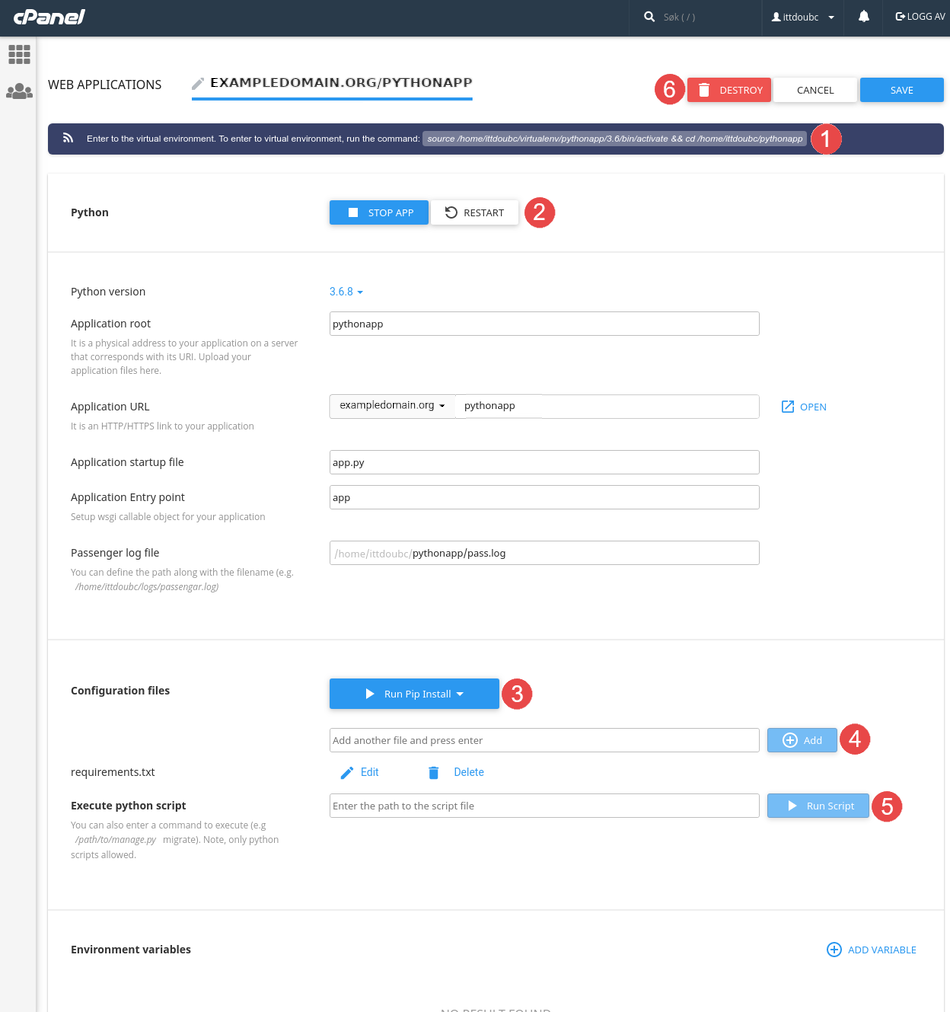 cPanel
Søk ( / )
ittdoubc
LOGG AV
WEB APPLICATIONS
EXAMPLEDOMAIN.ORG/PYTHONAPP
6
DESTROY
CANCEL
SAVE
Enter to the virtual environment. To enter to virtual environment, run the command: source /home/ittdoubc/virtualenv/pythonapp/3.6/bin/activate && cd /home/ittdoubc/pythonapp
1
Python
STOP APP
RESTART
2
Python version
3.6.8
Application root
pythonapp
It is a physical address to your application on a server
that corresponds with its URI. Upload your
application files here.
Application URL
exampledomain.org
pythonapp
OPEN
It is an HTTP/HTTPS link to your application
Application startup file
app.py
Application Entry point
app
Setup wsgi callable object for your application
Passenger log file
/home/ittdoubc/pythonapp/pass.log
You can define the path along with the filename (e.g.
/home/ittdoubc/logs/passengar.log)
Configuration files
Run Pip Install
3
Add another file and press enter
Add
4
requirements.txt
Edit
Delete
Execute python script
Enter the path to the script file
Run Script
5
You can also enter a command to execute (e.g
/path/to/manage.py migrate). Note, only python
scripts allowed.
Environment variables
ADD VARIABLE
NO RESULT FOUND